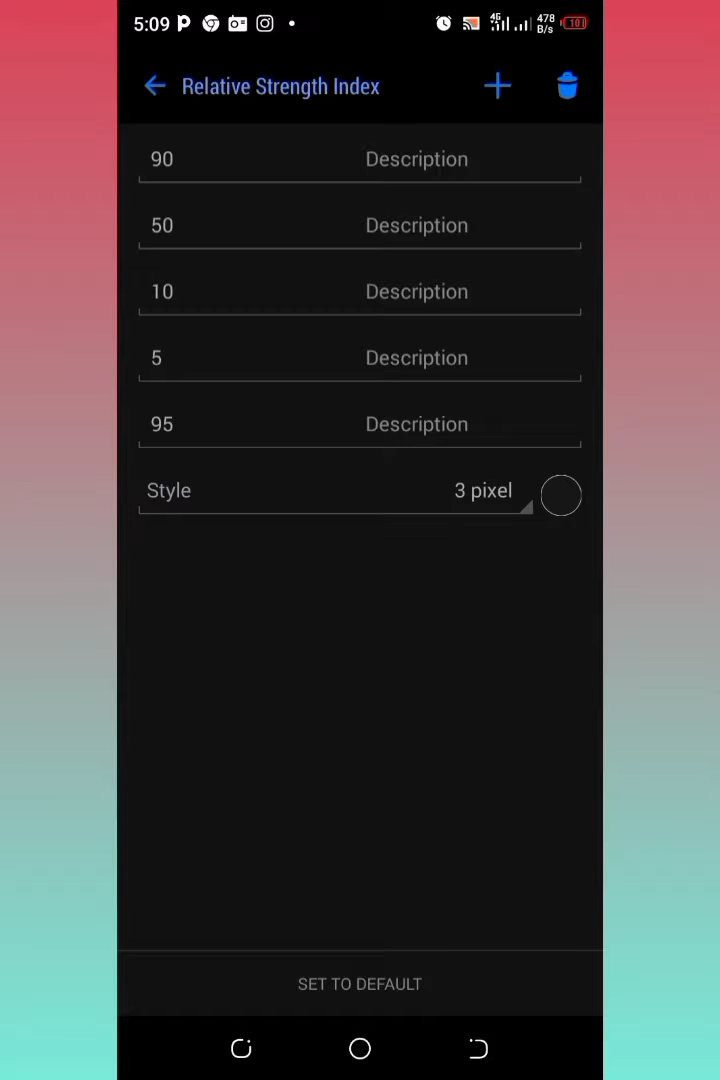 5:09 4G 478 B/s 10
Relative Strength Index
90 Description
50 Description
10 Description
5 Description
95 Description
Style 3 pixel
SET TO DEFAULT